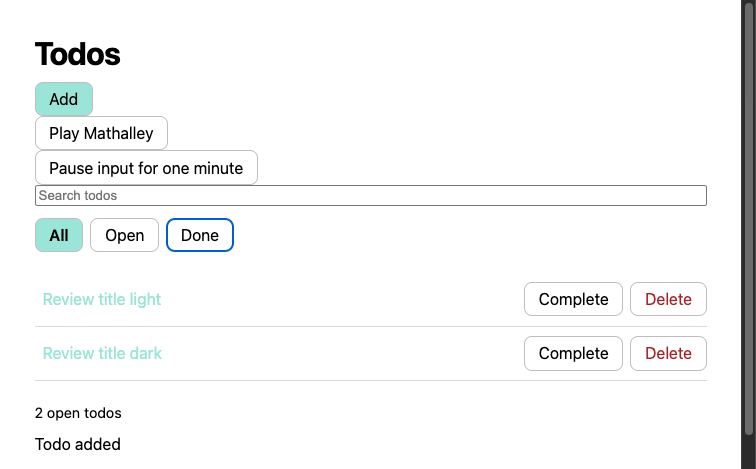 Todos
Add
Play Mathalley
Pause input for one minute
Search todos
All Open Done
Review title light Complete Delete
Review title dark Complete Delete
2 open todos
Todo added